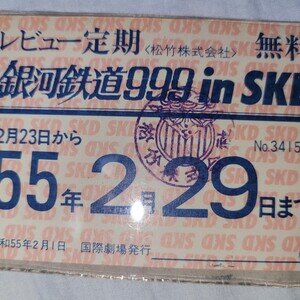 レビュー定期〈松竹株式会社〉無料
銀河鉄道999 in SK
2月23日から
No.3415
55年2月29日ま
和55年2月1日 国際劇場発行